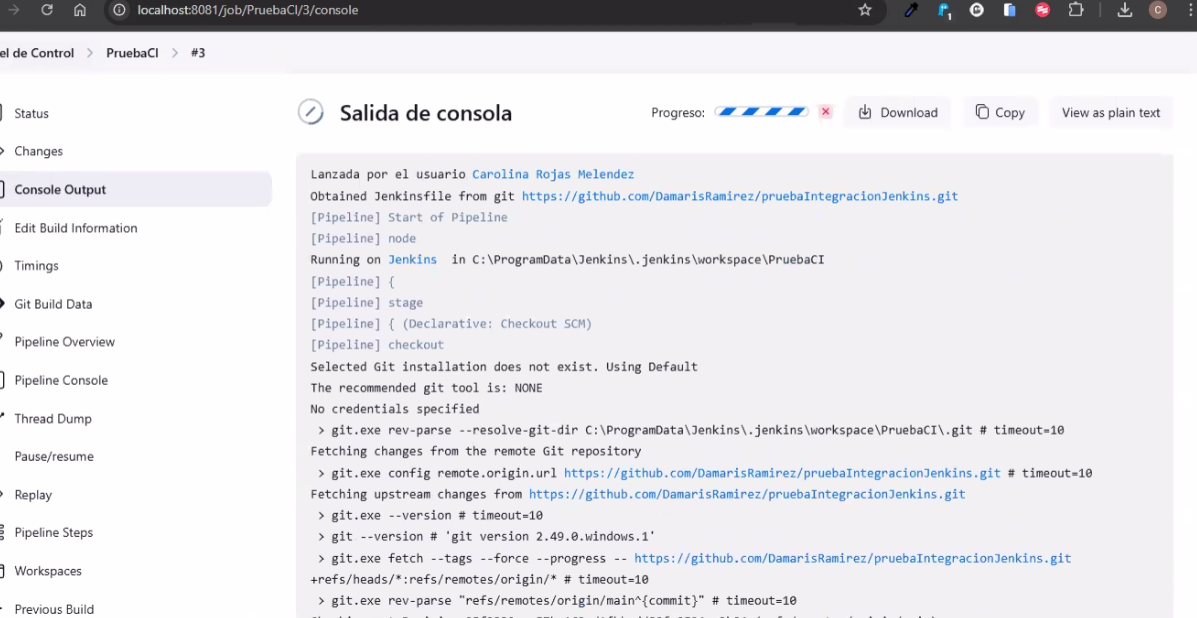 localhost:8081/job/PruebaCI/3/console
1
C
el de Control > PruebaCI > #3
Status
Changes
Console Output
Edit Build Information
Timings
Git Build Data
Pipeline Overview
Pipeline Console
Thread Dump
Pause/resume
Replay
Pipeline Steps
Workspaces
Previous Build
Salida de consola
Progreso:
Download
Copy
View as plain text
Lanzada por el usuario Carolina Rojas Melendez
Obtained Jenkinsfile from git https://github.com/DamarisRamirez/pruebaIntegracionJenkins.git
[Pipeline] Start of Pipeline
[Pipeline] node
Running on Jenkins in C:\ProgramData\Jenkins\.jenkins\workspace\PruebaCI
[Pipeline] {
[Pipeline] stage
[Pipeline] { (Declarative: Checkout SCM)
[Pipeline] checkout
Selected Git installation does not exist. Using Default
The recommended git tool is: NONE
No credentials specified
> git.exe rev-parse --resolve-git-dir C:\ProgramData\Jenkins\.jenkins\workspace\PruebaCI\.git # timeout=10
Fetching changes from the remote Git repository
> git.exe config remote.origin.url https://github.com/DamarisRamirez/pruebaIntegracionJenkins.git # timeout=10
Fetching upstream changes from https://github.com/DamarisRamirez/pruebaIntegracionJenkins.git
> git.exe --version # timeout=10
> git --version # 'git version 2.49.0.windows.1'
> git.exe fetch --tags --force --progress -- https://github.com/DamarisRamirez/pruebaIntegracionJenkins.git
+refs/heads/*:refs/remotes/origin/* # timeout=10
> git.exe rev-parse "refs/remotes/origin/main^{commit}" # timeout=10